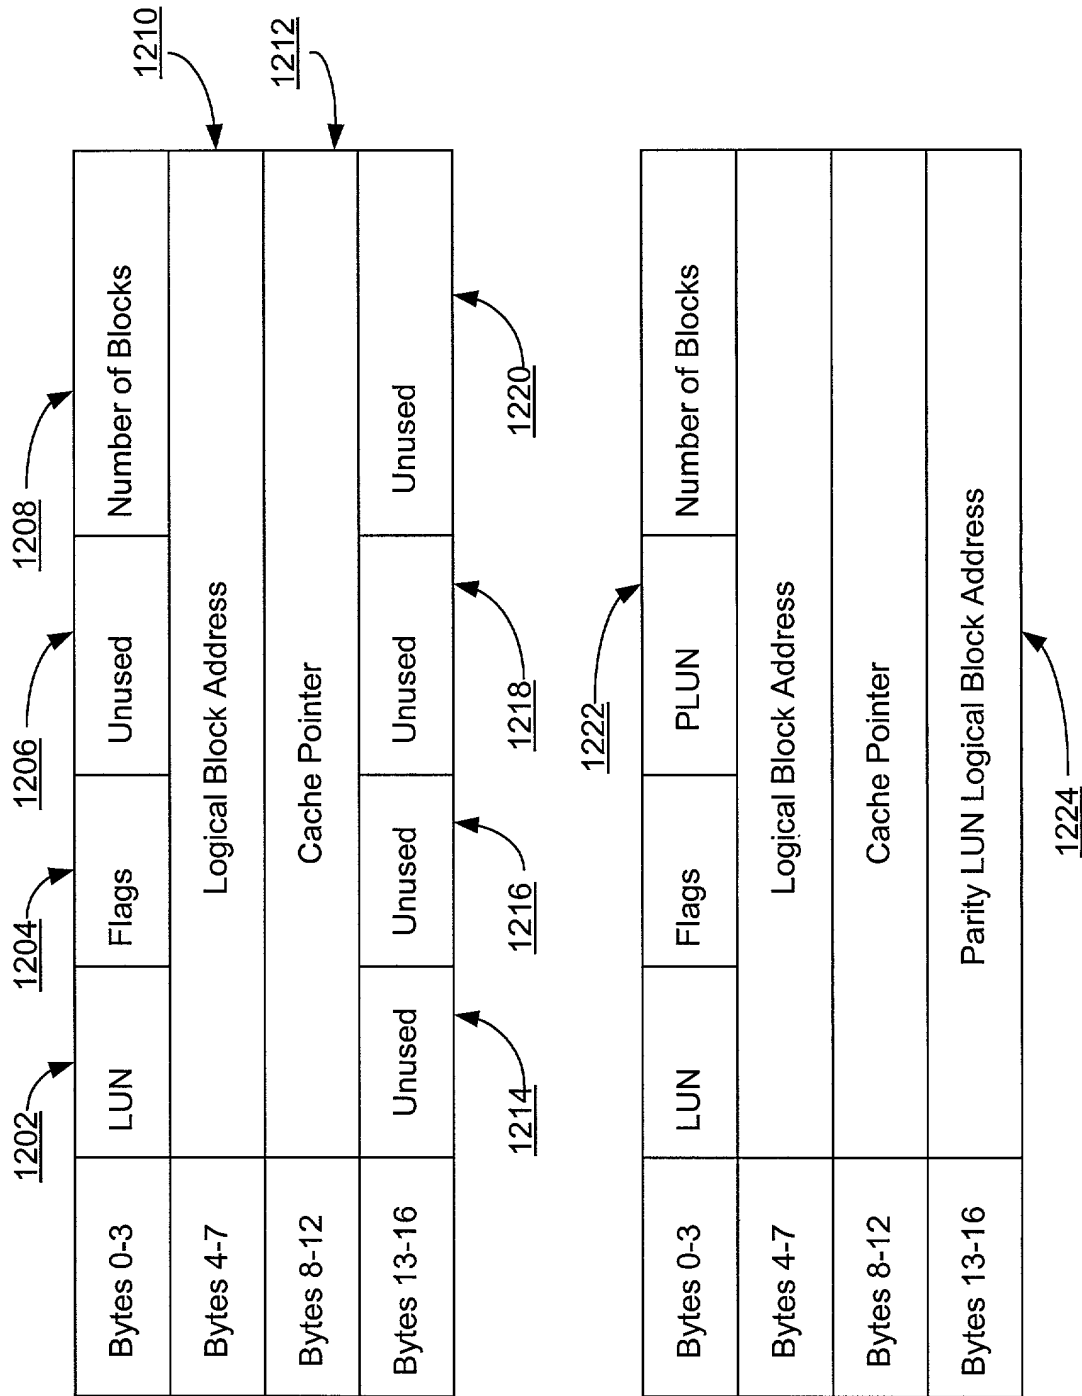 1202
1204
1206
1208
1210
1212
Bytes 0-3 LUN Flags Unused Number of Blocks
Bytes 4-7 Logical Block Address
Bytes 8-12 Cache Pointer
Bytes 13-16 Unused Unused Unused Unused
1214
1216
1218
1220
1222
Bytes 0-3 LUN Flags PLUN Number of Blocks
Bytes 4-7 Logical Block Address
Bytes 8-12 Cache Pointer
Bytes 13-16 Parity LUN Logical Block Address
1224